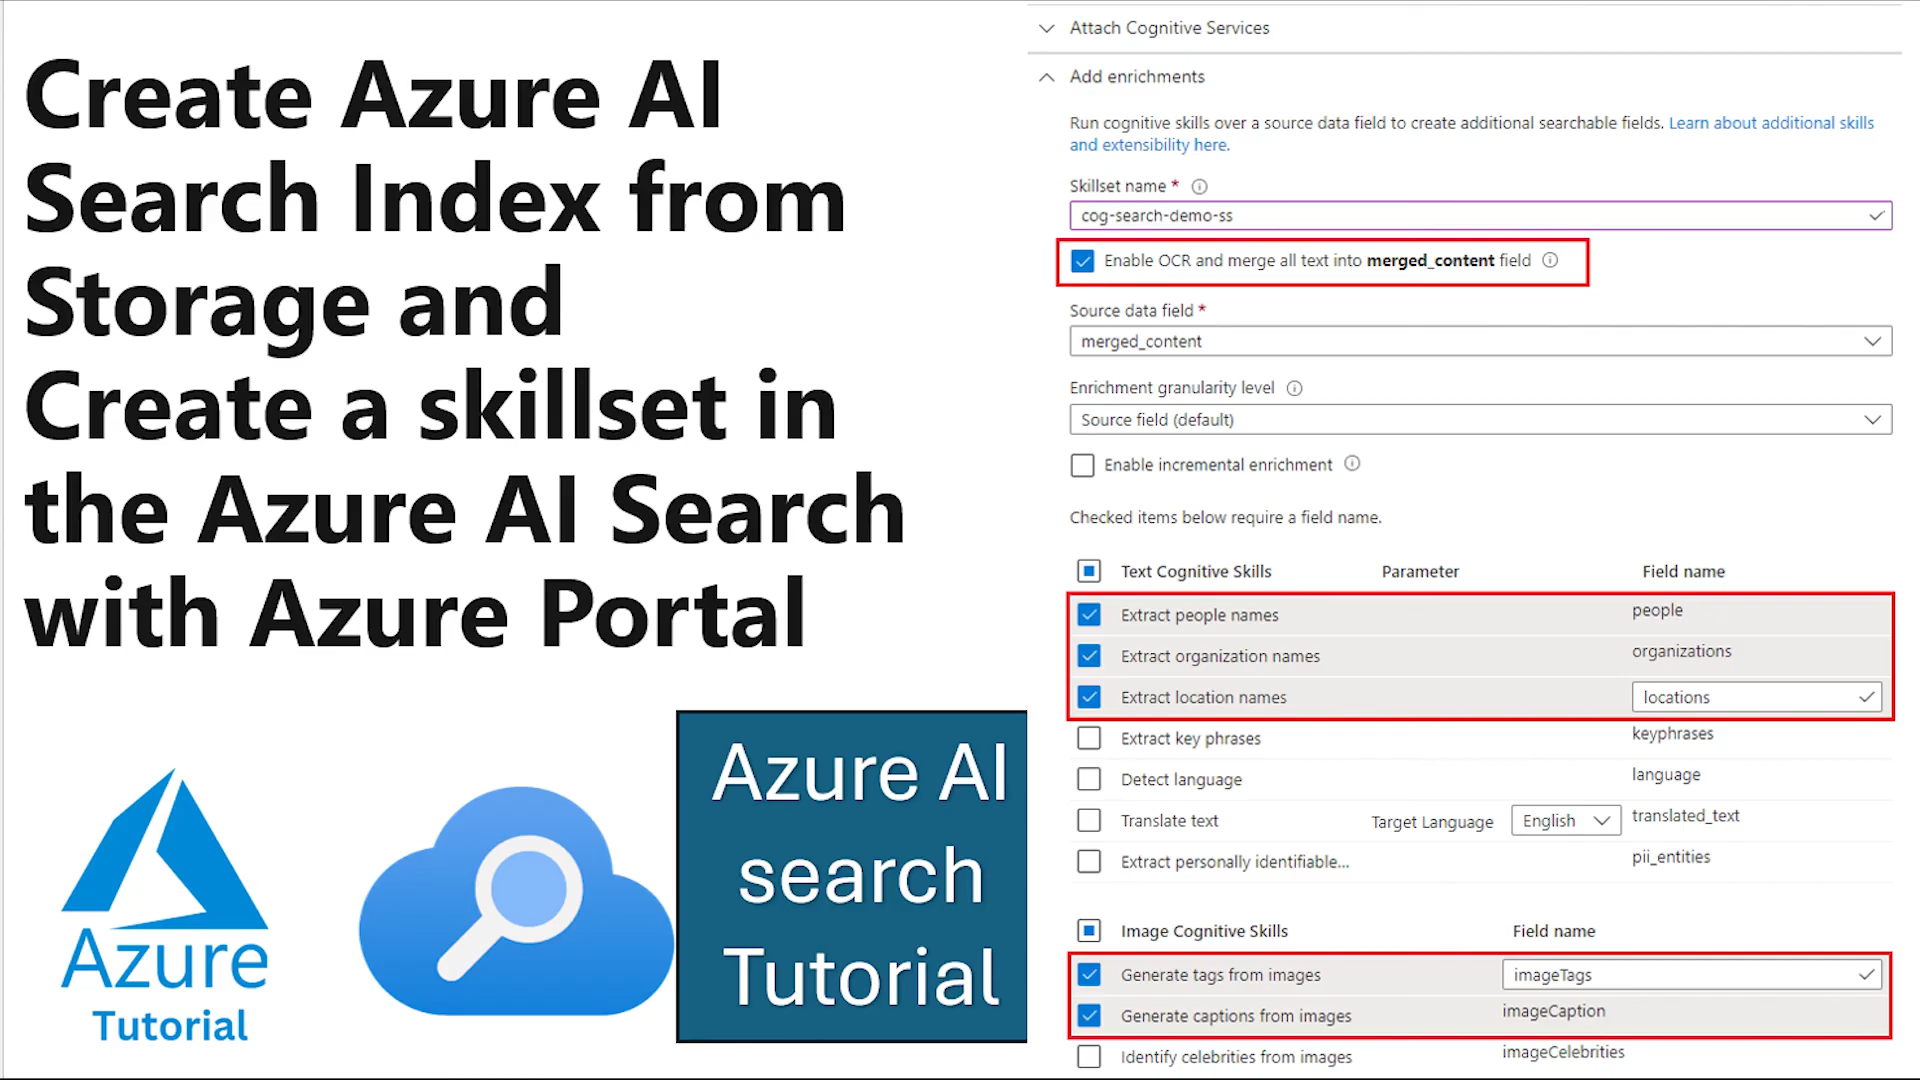 Create Azure AI
Search Index from
Storage and
Create a skillset in
the Azure AI Search
with Azure Portal
Azure
Tutorial
Azure AI
search
Tutorial
Attach Cognitive Services
Add enrichments
Run cognitive skills over a source data field to create additional searchable fields. Learn about additional skills
and extensibility here.
Skillset name *
cog-search-demo-ss
Enable OCR and merge all text into merged_content field
Source data field *
merged_content
Enrichment granularity level
Source field (default)
Enable incremental enrichment
Checked items below require a field name.
Text Cognitive Skills Parameter Field name
Extract people names people
Extract organization names organizations
Extract location names locations
Extract key phrases keyphrases
Detect language language
Translate text Target Language English translated_text
Extract personally identifiable... pii_entities
Image Cognitive Skills Field name
Generate tags from images imageTags
Generate captions from images imageCaption
Identify celebrities from images imageCelebrities